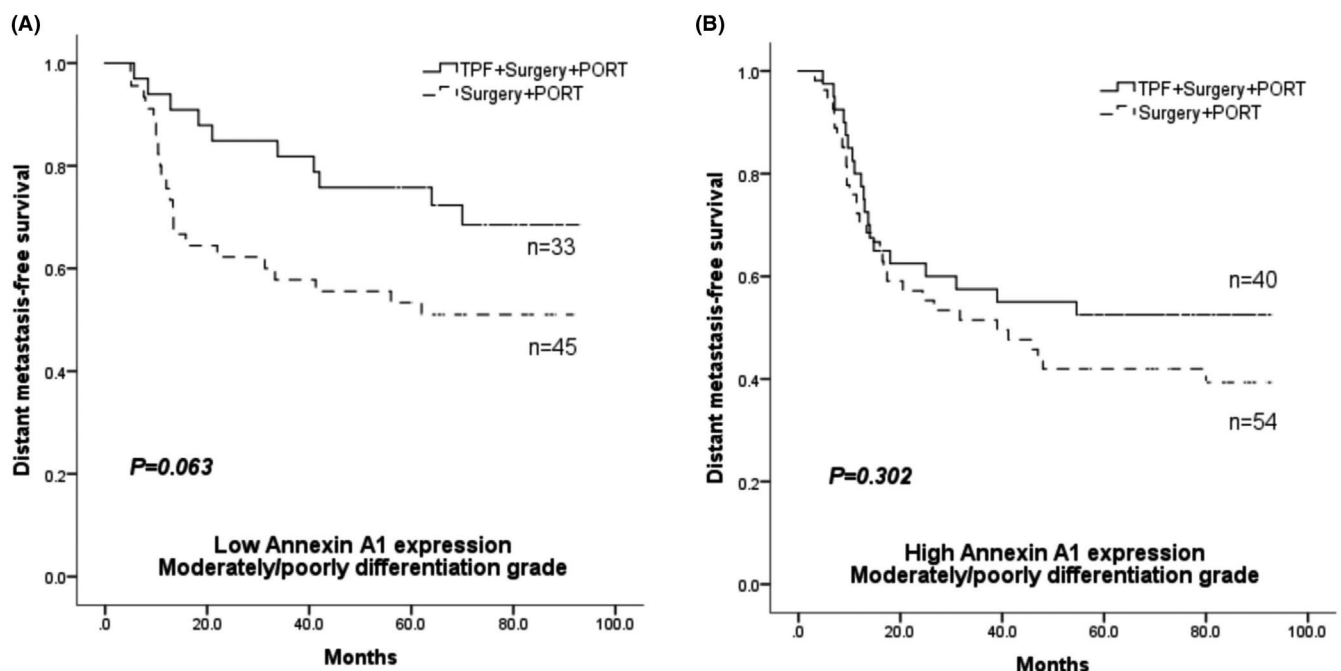 (A)
Distant metastasis-free survival
1.0
0.8
0.6
0.4
0.2
0.0
TPF+Surgery+PORT
Surgery+PORT
n=33
n=45
P=0.063
Low Annexin A1 expression
Moderately/poorly differentiation grade
.0 20.0 40.0 60.0 80.0 100.0
Months
(B)
Distant metastasis-free survival
1.0
0.8
0.6
0.4
0.2
0.0
TPF+Surgery+PORT
Surgery+PORT
n=40
n=54
P=0.302
High Annexin A1 expression
Moderately/poorly differentiation grade
.0 20.0 40.0 60.0 80.0 100.0
Months